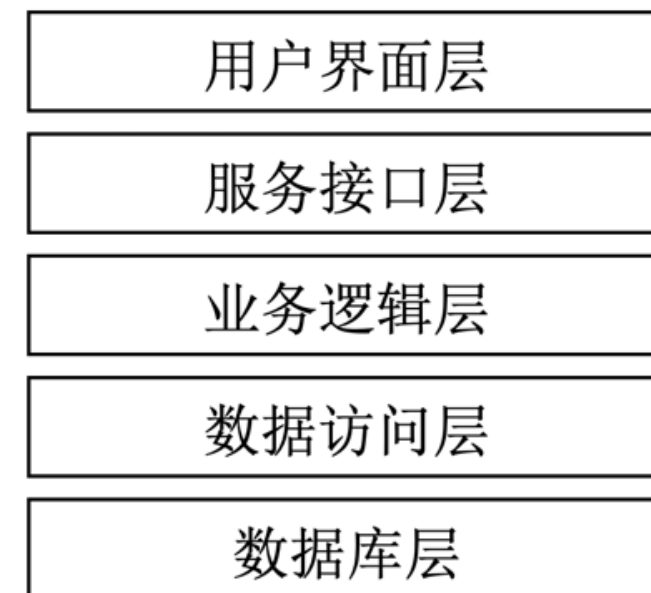 用户界面层
服务接口层
业务逻辑层
数据访问层
数据库层